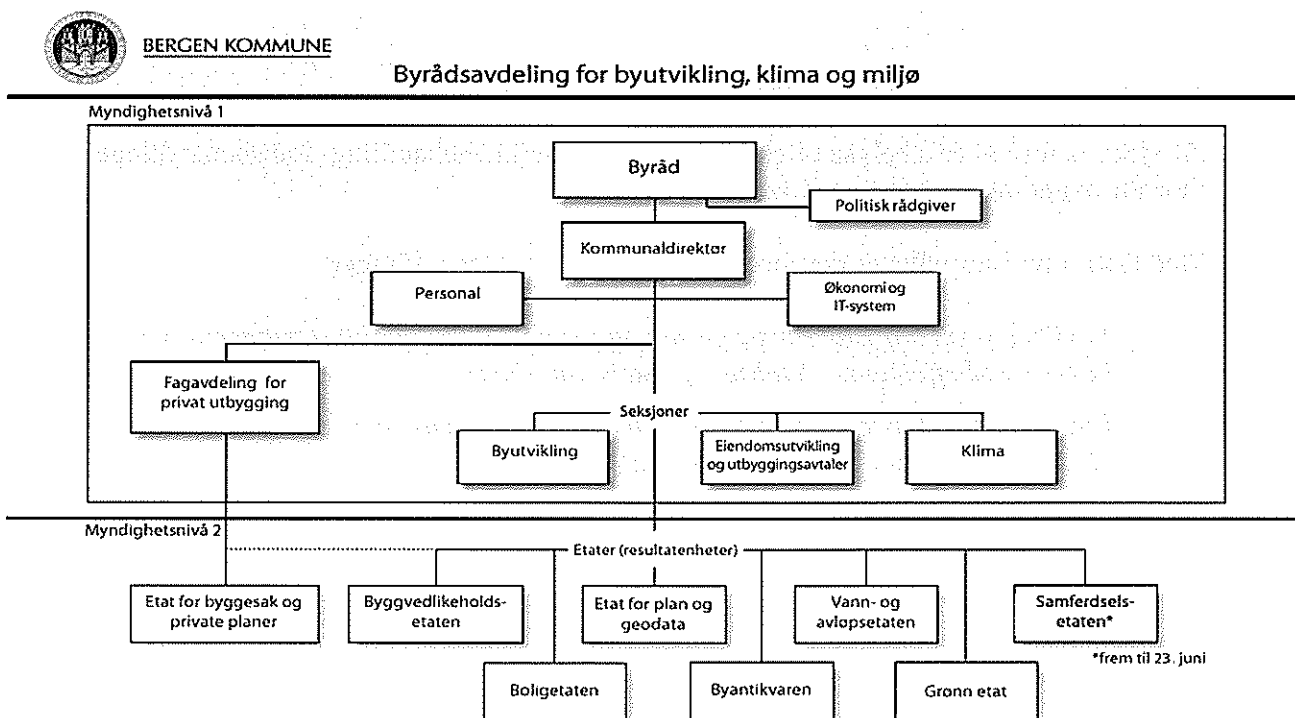 BERGEN KOMMUNE
Byrådsavdeling for byutvikling, klima og miljø
Myndighetsnivå 1
Byråd
Politisk rådgiver
Kommunaldirektør
Personal
Økonomi og
IT-system
Fagavdeling for
privat utbygging
Seksjoner
Byutvikling
Eiendomsutvikling
og utbyggingsavtaler
Klima
Myndighetsnivå 2
Etater (resultatenheter)
Etat for byggesak og
private planer
Byggvedlikeholds-
etaten
Etat for plan og
geodata
Vann- og
avløpsetaten
Samferdsels-
etaten*
*frem til 23. juni
Boligetaten
Byantikvaren
Grønn etat